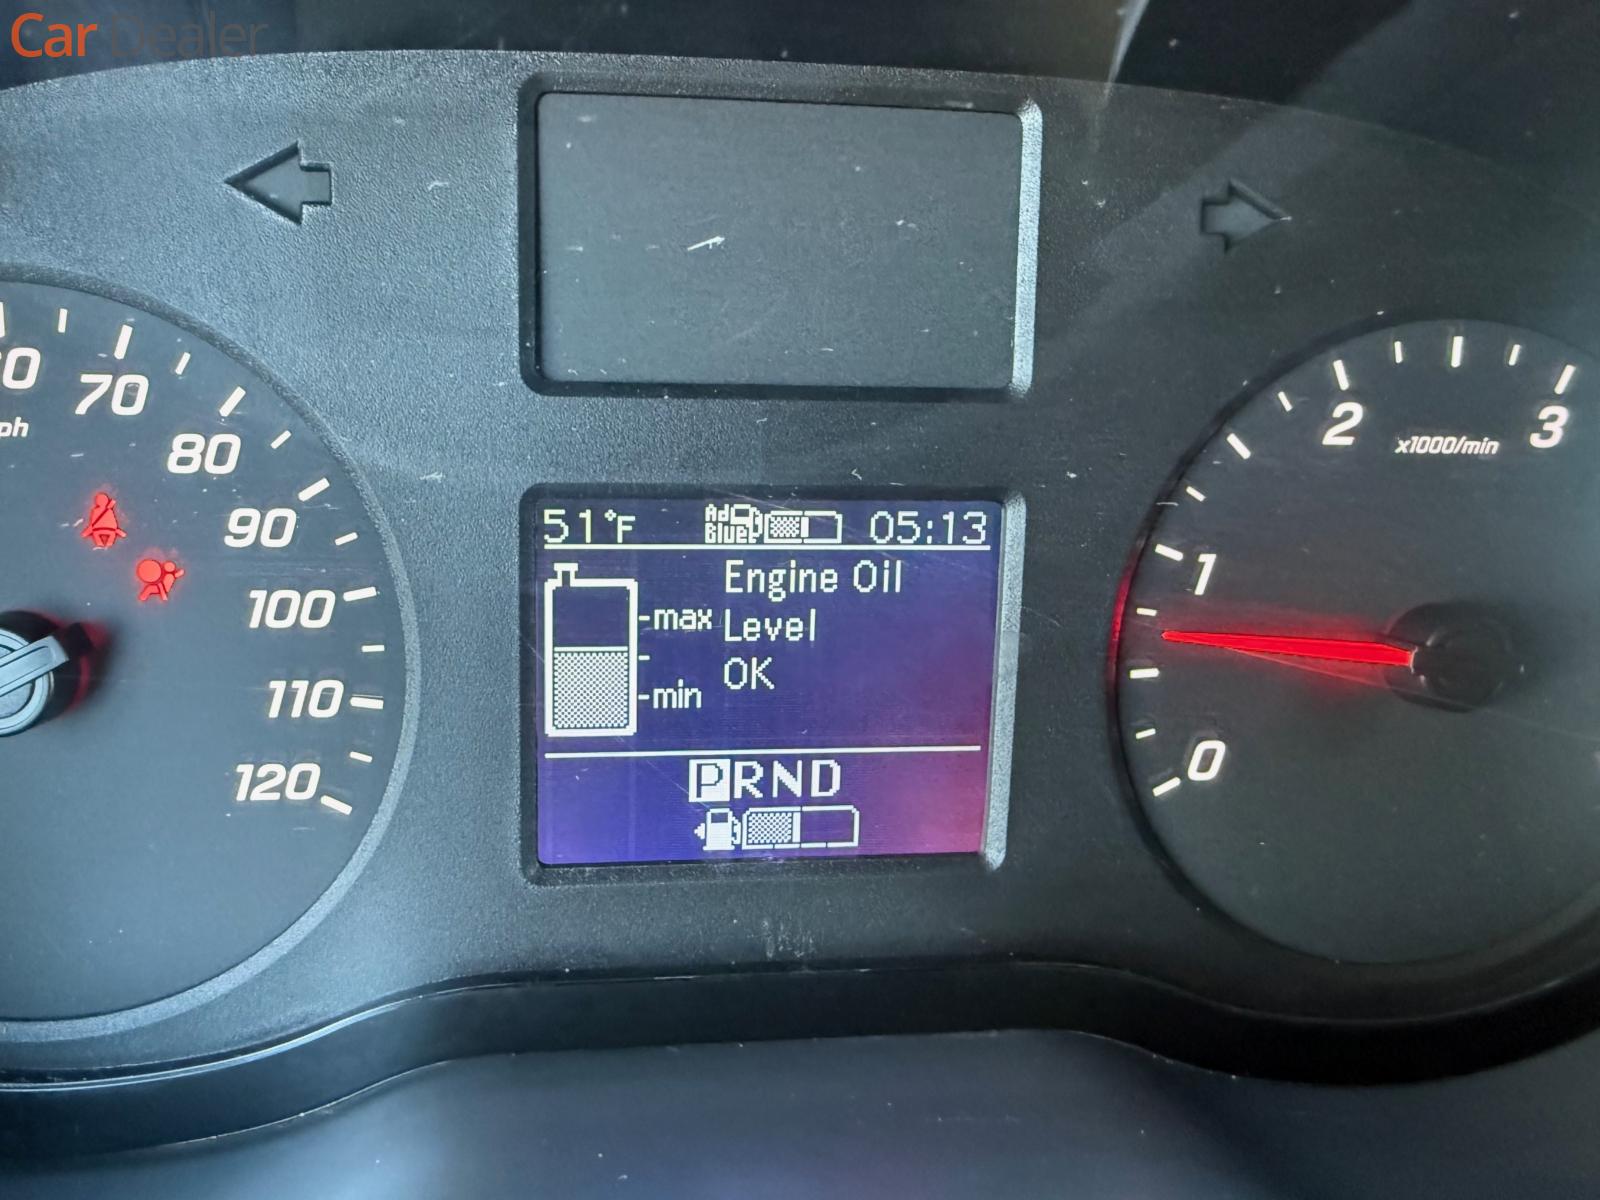 Car Dealer
70
80
90
100
110
120
51°F
Ad
Blue
05:13
Engine Oil
Level
OK
max
min
PRND
0
1
2
3
x1000/min